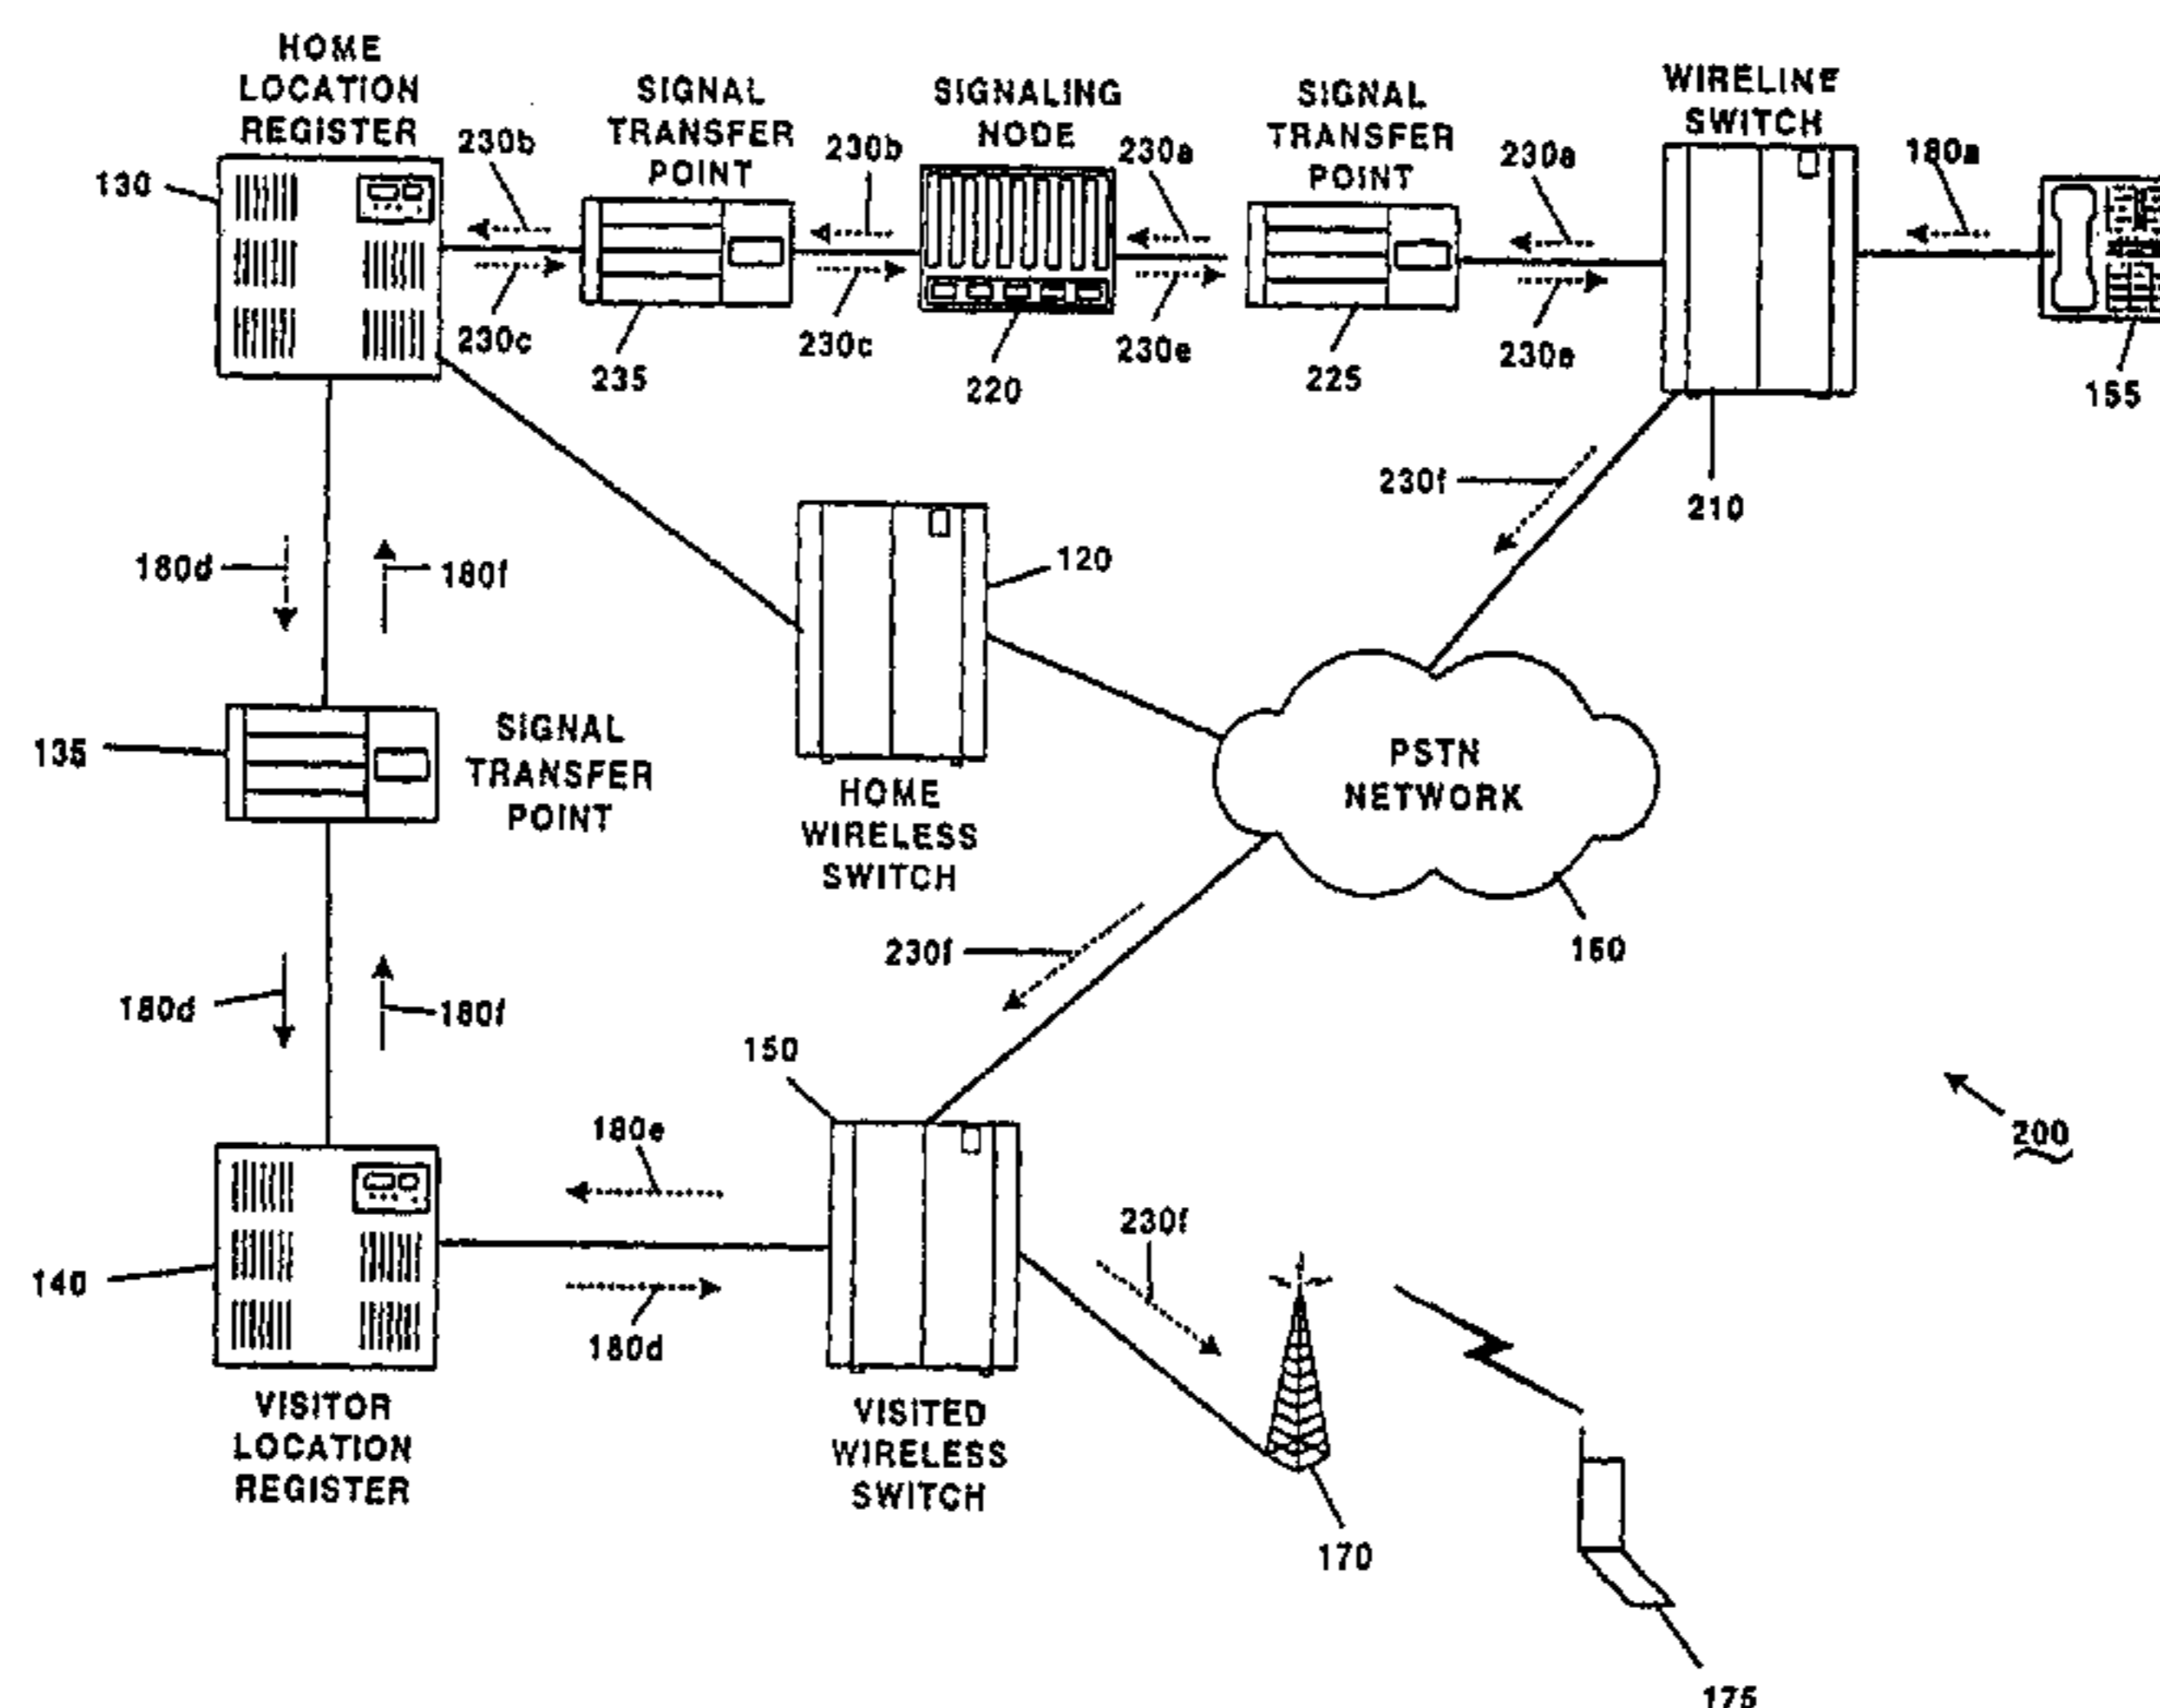 HOME
LOCATION
REGISTER
SIGNAL
TRANSFER
POINT
SIGNALING
NODE
SIGNAL
TRANSFER
POINT
WIRELINE
SWITCH
130
230b
230b
230a
230a
180a
230c
235
230c
220
230e
225
230e
155
210
230f
180d
180f
120
135
SIGNAL
TRANSFER
POINT
HOME
WIRELESS
SWITCH
PSTN
NETWORK
160
230f
180d
180f
150
200
180e
230f
140
180d
VISITOR
LOCATION
REGISTER
VISITED
WIRELESS
SWITCH
170
175